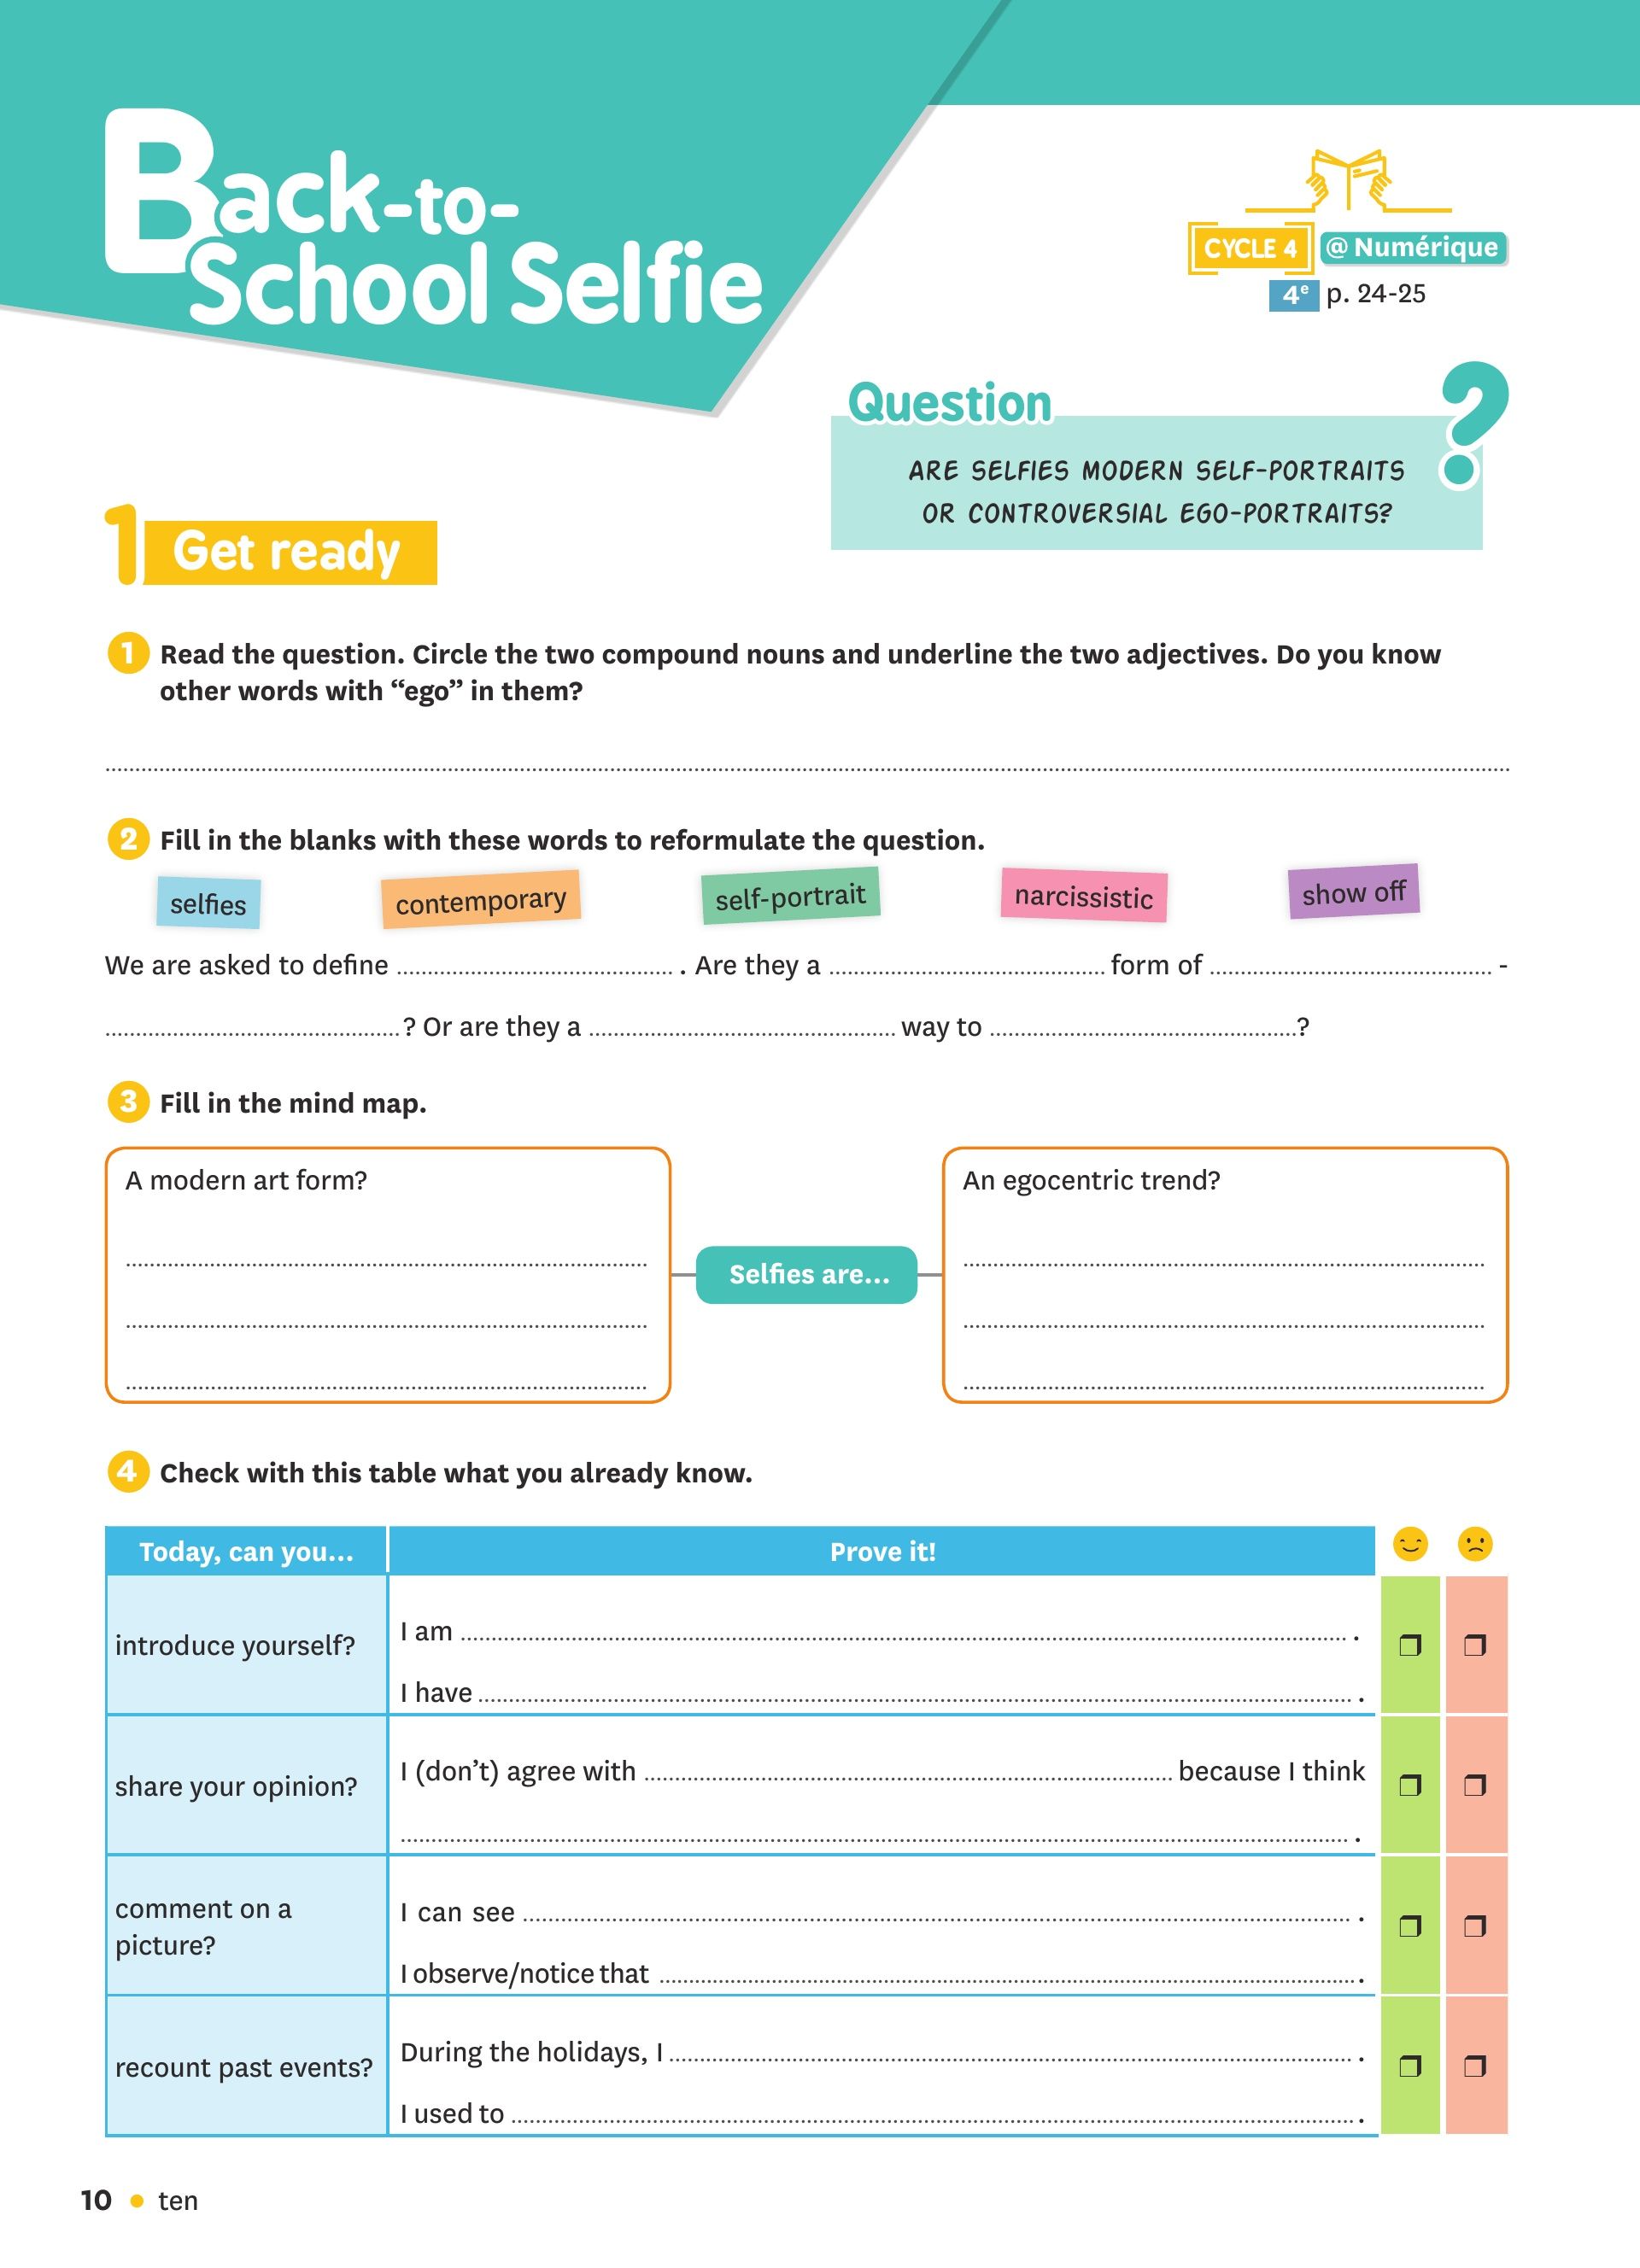 Back-to-
School Selfie
CYCLE 4 @ Numérique
4e p. 24-25
Question ?
ARE SELFIES MODERN SELF-PORTRAITS
OR CONTROVERSIAL EGO-PORTRAITS?
1 Get ready
1 Read the question. Circle the two compound nouns and underline the two adjectives. Do you know
other words with “ego” in them?
2 Fill in the blanks with these words to reformulate the question.
selfies contemporary self-portrait narcissistic show off
We are asked to define ........ . Are they a ........ form of ........ -
........ ? Or are they a ........ way to ........ ?
3 Fill in the mind map.
A modern art form?
Selfies are...
An egocentric trend?
4 Check with this table what you already know.
Today, can you... Prove it!
introduce yourself?
I am ........ .
I have ........ .
share your opinion?
I (don’t) agree with ........ because I think
........ .
comment on a
picture?
I can see ........ .
I observe/notice that ........ .
recount past events?
During the holidays, I ........ .
I used to ........ .
10 • ten